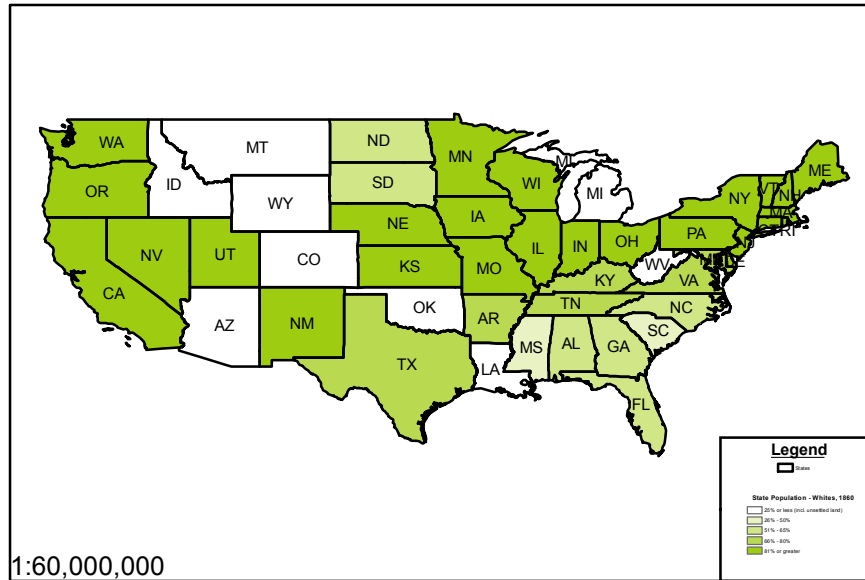 WA
MT
ND
MN
ME
OR
ID
SD
WI
MI
MI
VT
NH
NY
WY
MA
CT
RI
NE
IA
PA
NJ
NV
UT
IL
IN
OH
DE
CO
KS
MO
WV
VA
KY
CA
TN
NC
OK
AZ
NM
AR
SC
MS
AL
GA
TX
LA
FL
Legend
States
State Population - Whites, 1860
25% or less (incl. unsettled land)
26% - 50%
51% - 65%
66% - 80%
81% or greater
1:60,000,000